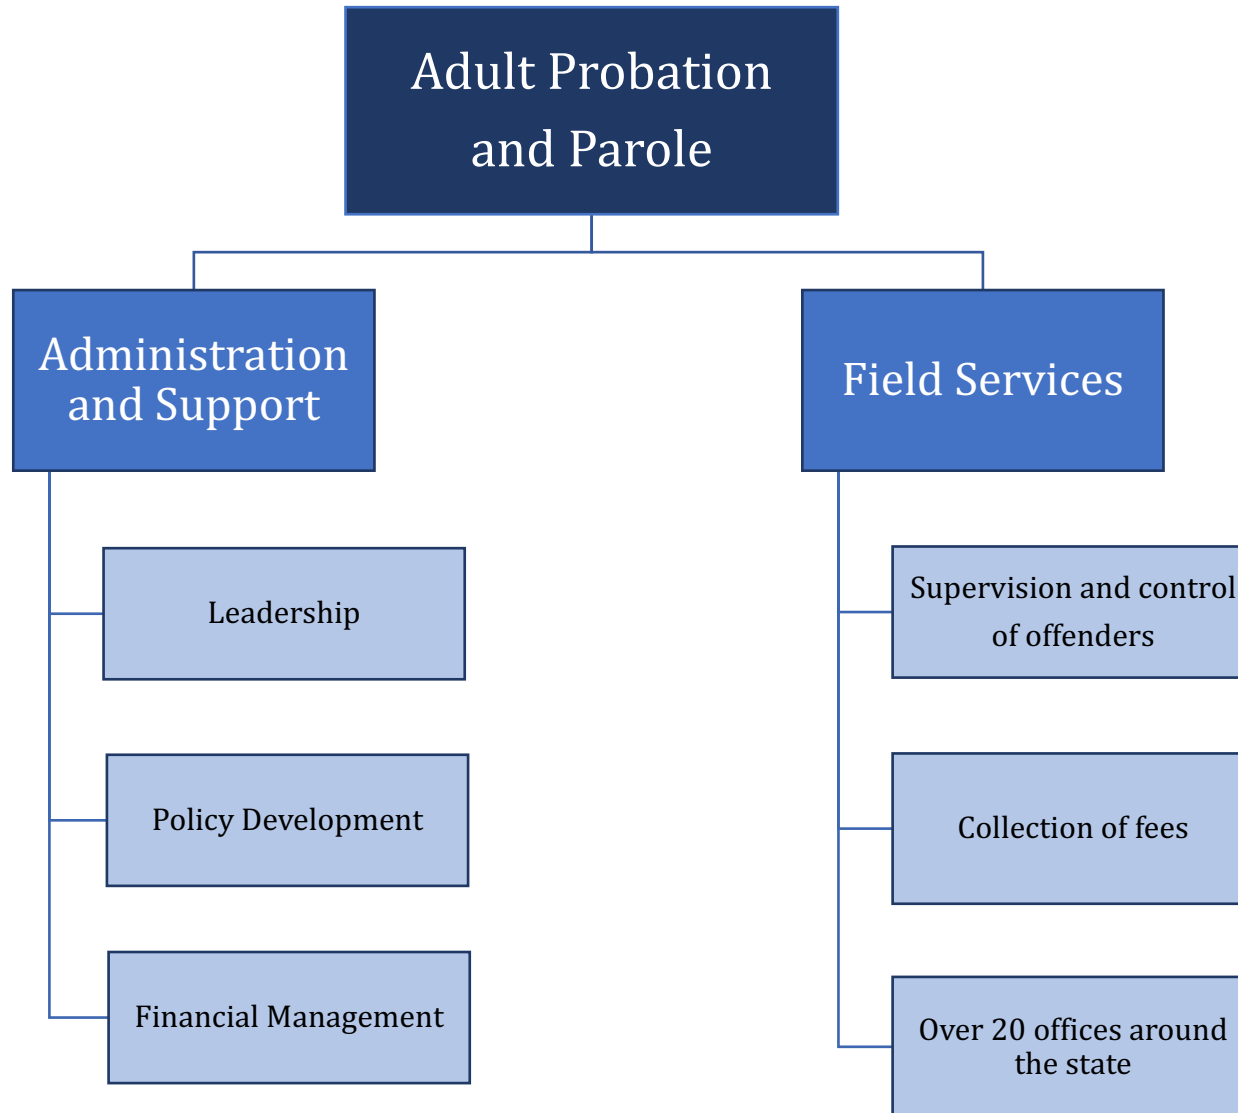 Adult Probation
and Parole
Administration
and Support
Field Services
Leadership
Policy Development
Financial Management
Supervision and control
of offenders
Collection of fees
Over 20 offices around
the state